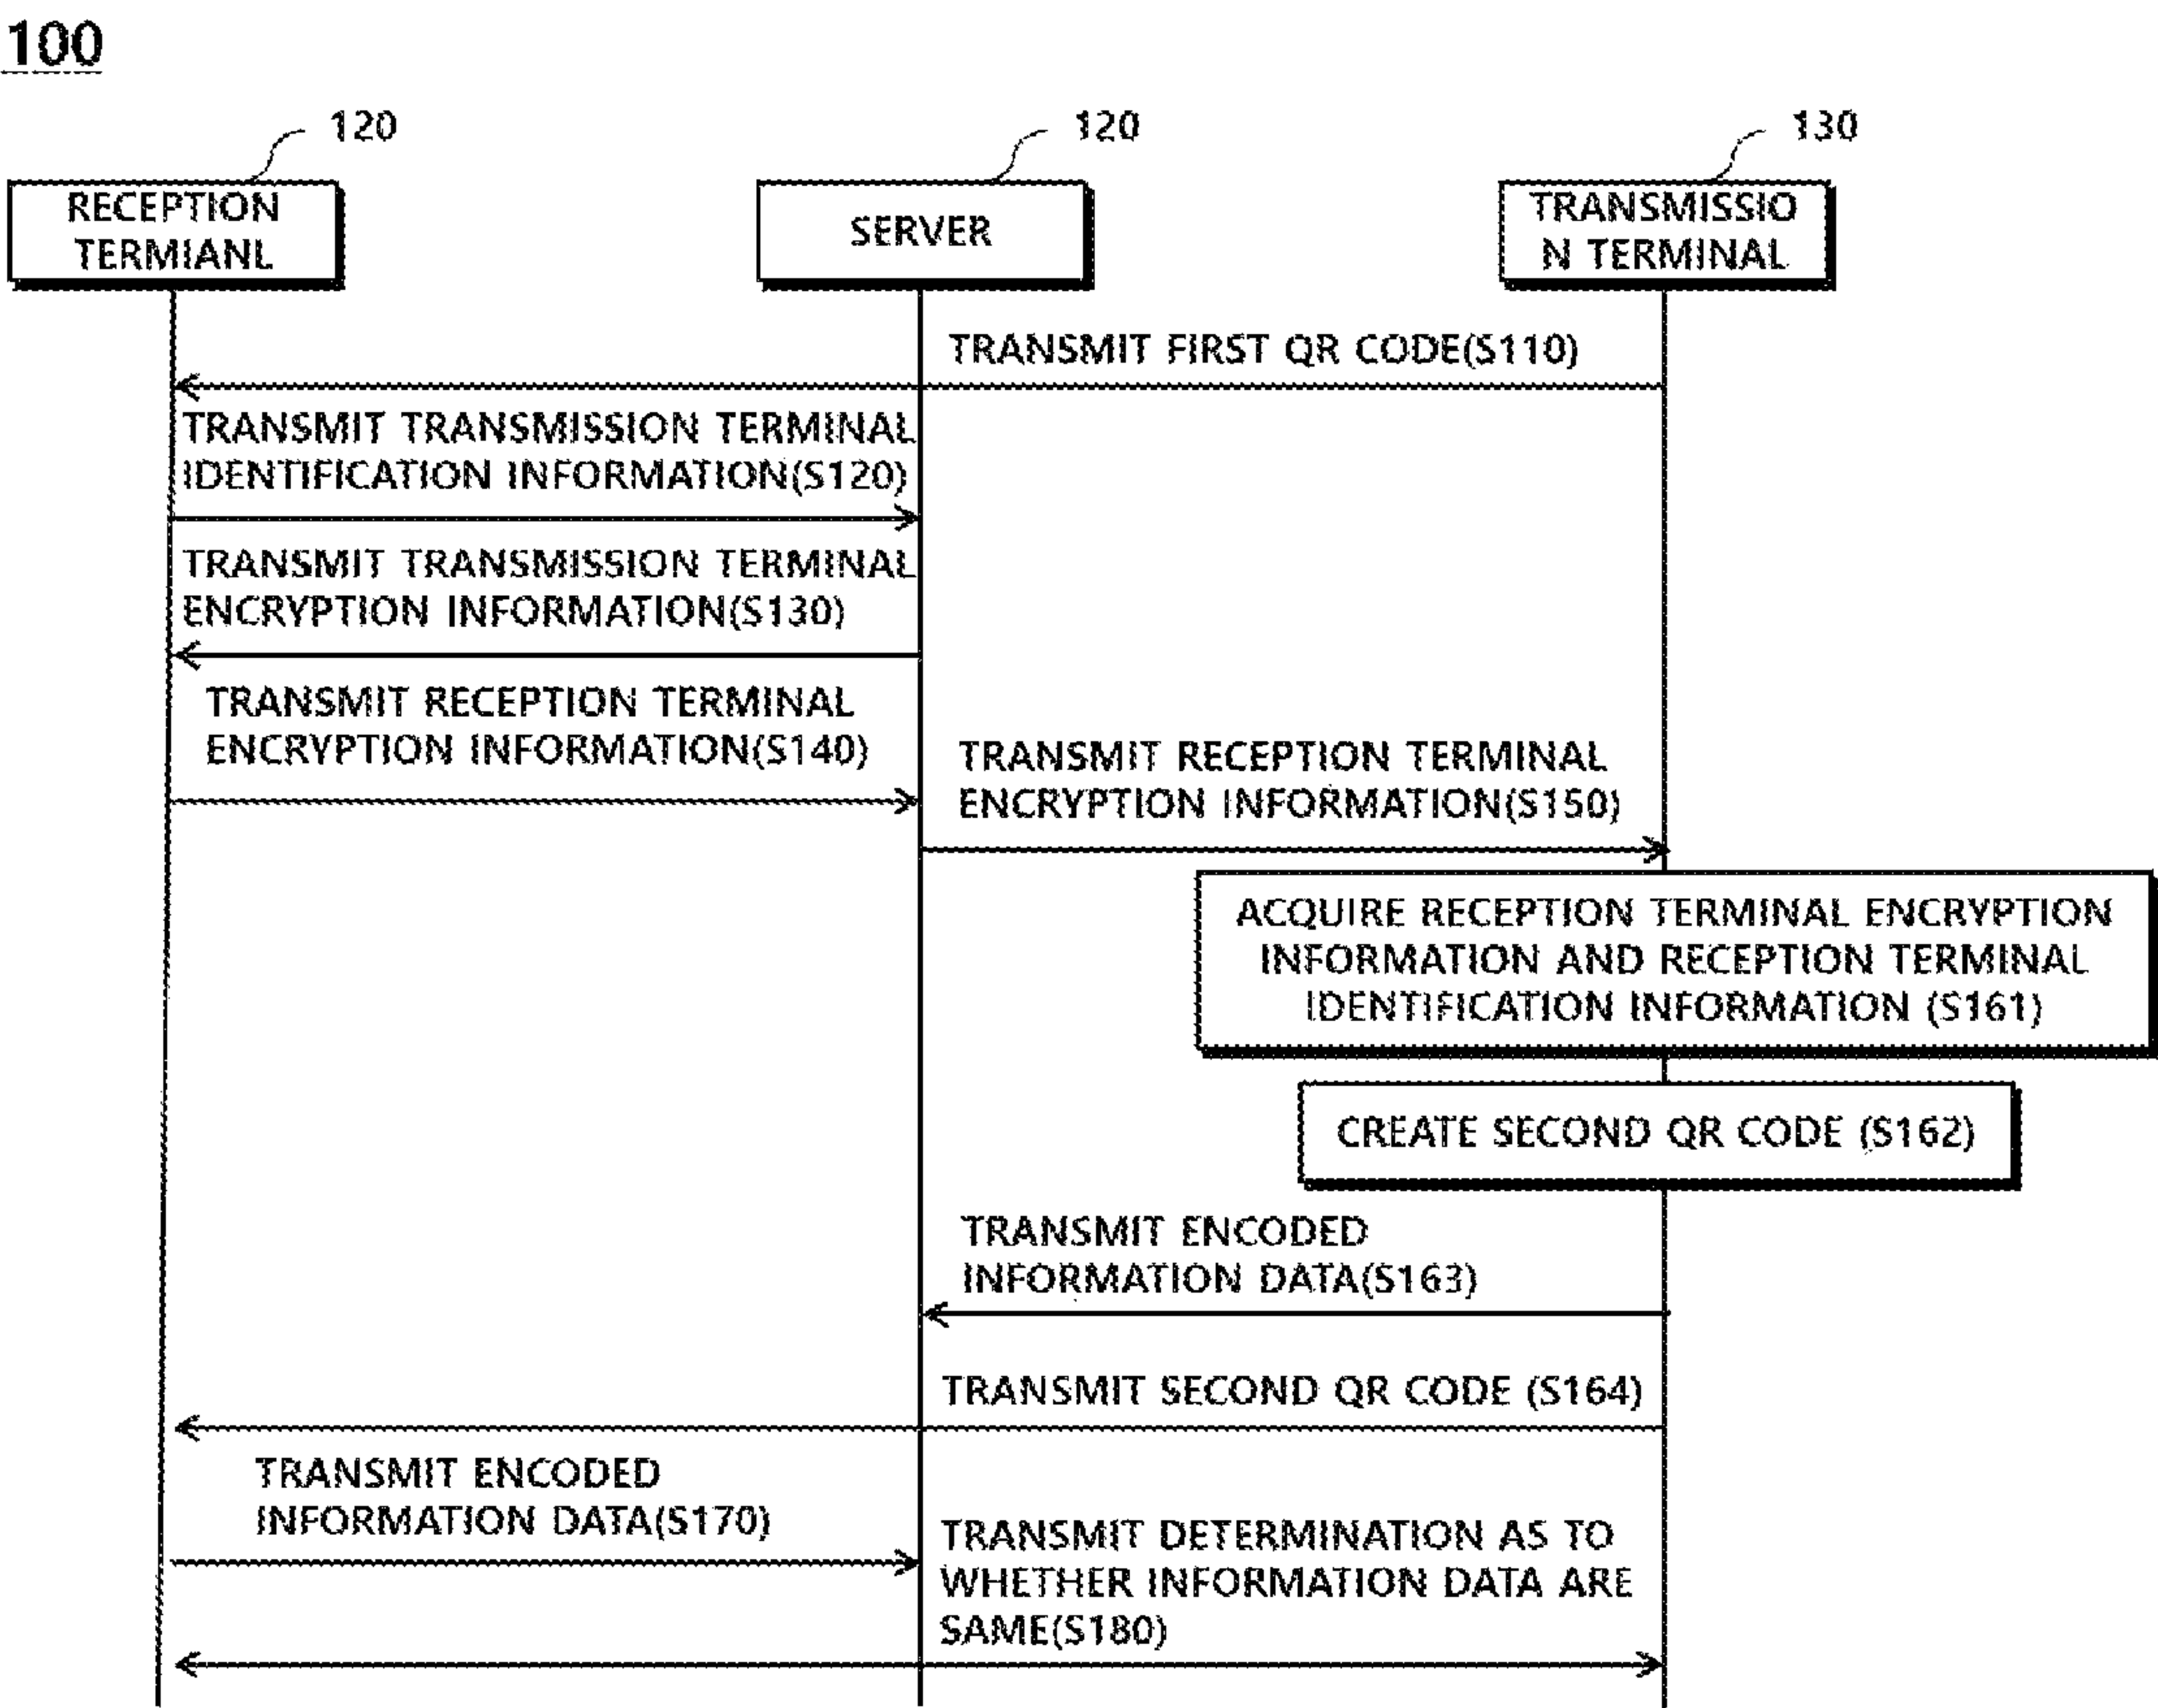 100
120
120
130
RECEPTION
TERMIANL
SERVER
TRANSMISSIO
N TERMINAL
TRANSMIT FIRST QR CODE(S110)
TRANSMIT TRANSMISSION TERMINAL
IDENTIFICATION INFORMATION(S120)
TRANSMIT TRANSMISSION TERMINAL
ENCRYPTION INFORMATION(S130)
TRANSMIT RECEPTION TERMINAL
ENCRYPTION INFORMATION(S140)
TRANSMIT RECEPTION TERMINAL
ENCRYPTION INFORMATION(S150)
ACQUIRE RECEPTION TERMINAL ENCRYPTION
INFORMATION AND RECEPTION TERMINAL
IDENTIFICATION INFORMATION (S161)
CREATE SECOND QR CODE (S162)
TRANSMIT ENCODED
INFORMATION DATA(S163)
TRANSMIT SECOND QR CODE (S164)
TRANSMIT ENCODED
INFORMATION DATA(S170)
TRANSMIT DETERMINATION AS TO
WHETHER INFORMATION DATA ARE
SAME(S180)